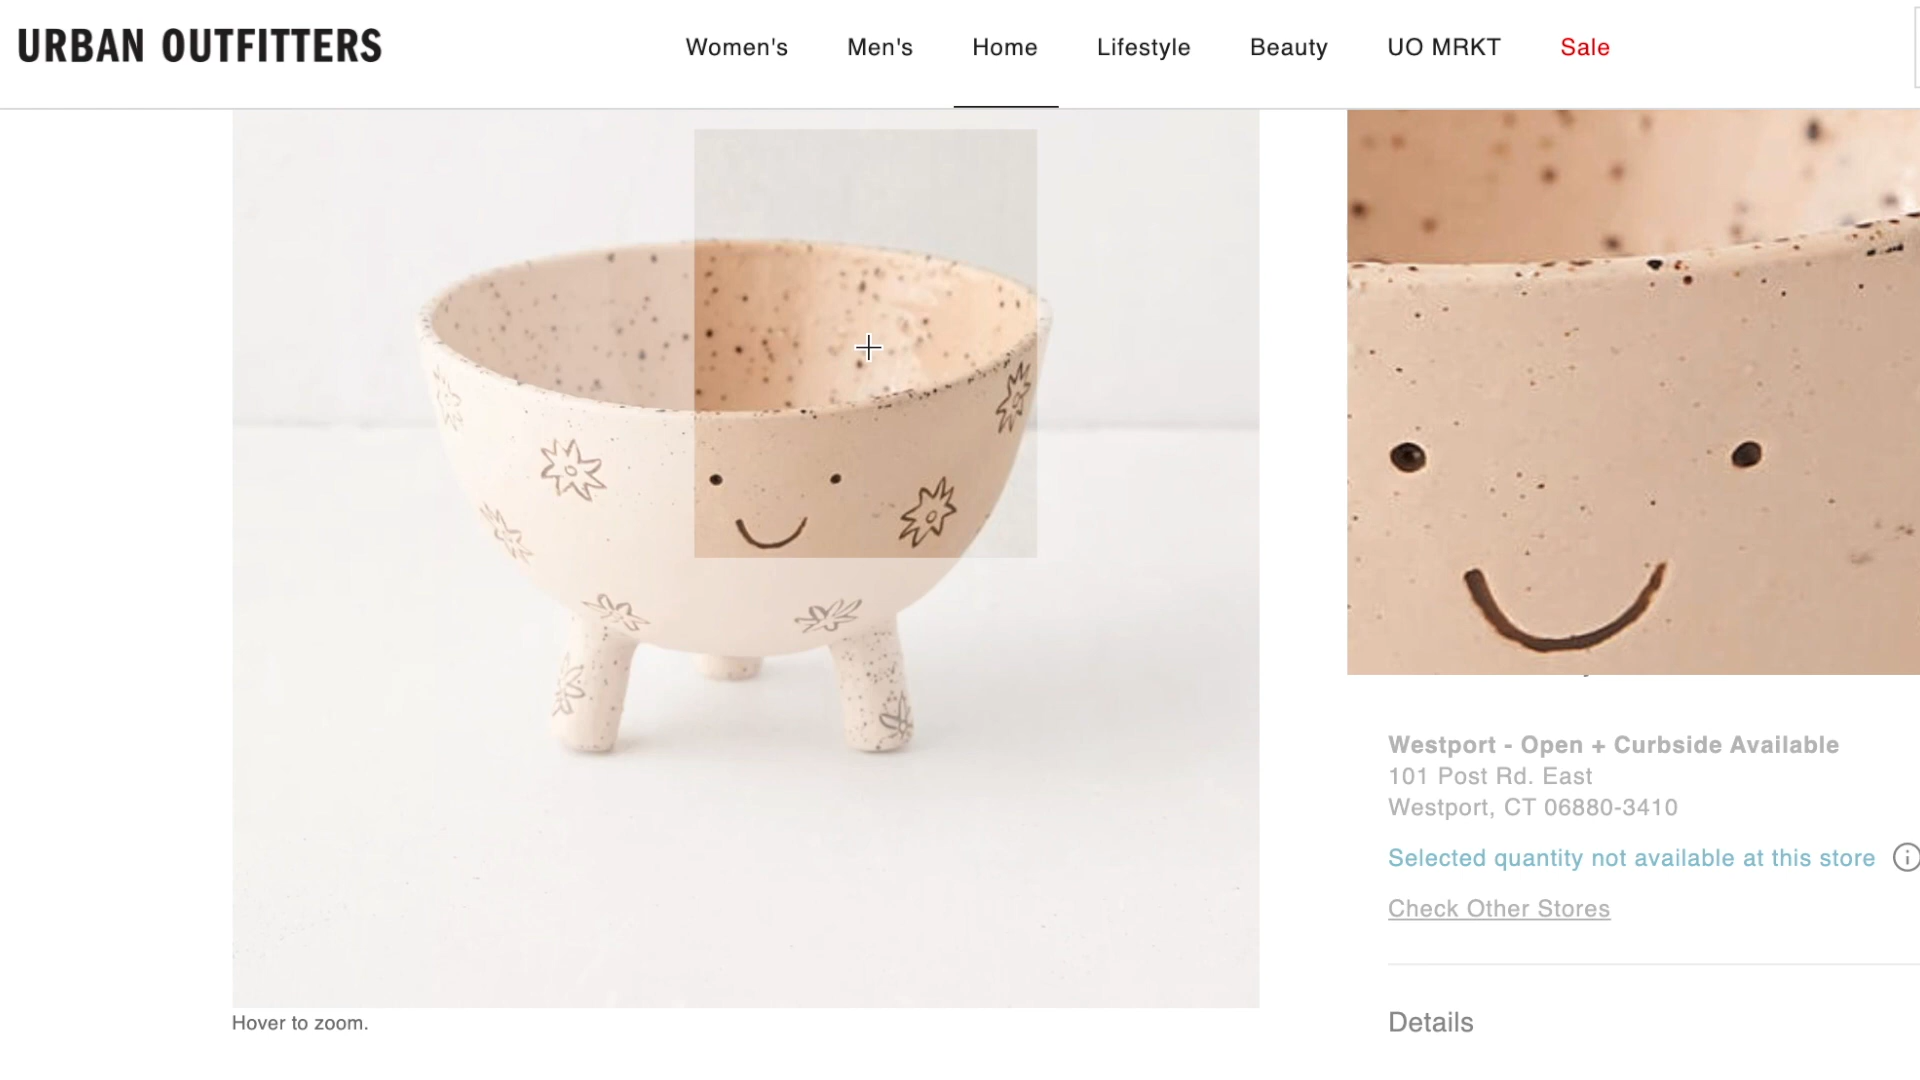 URBAN OUTFITTERS
Women's Men's Home Lifestyle Beauty UO MRKT Sale
Westport - Open + Curbside Available
101 Post Rd. East
Westport, CT 06880-3410
Selected quantity not available at this store
Check Other Stores
Hover to zoom.
Details